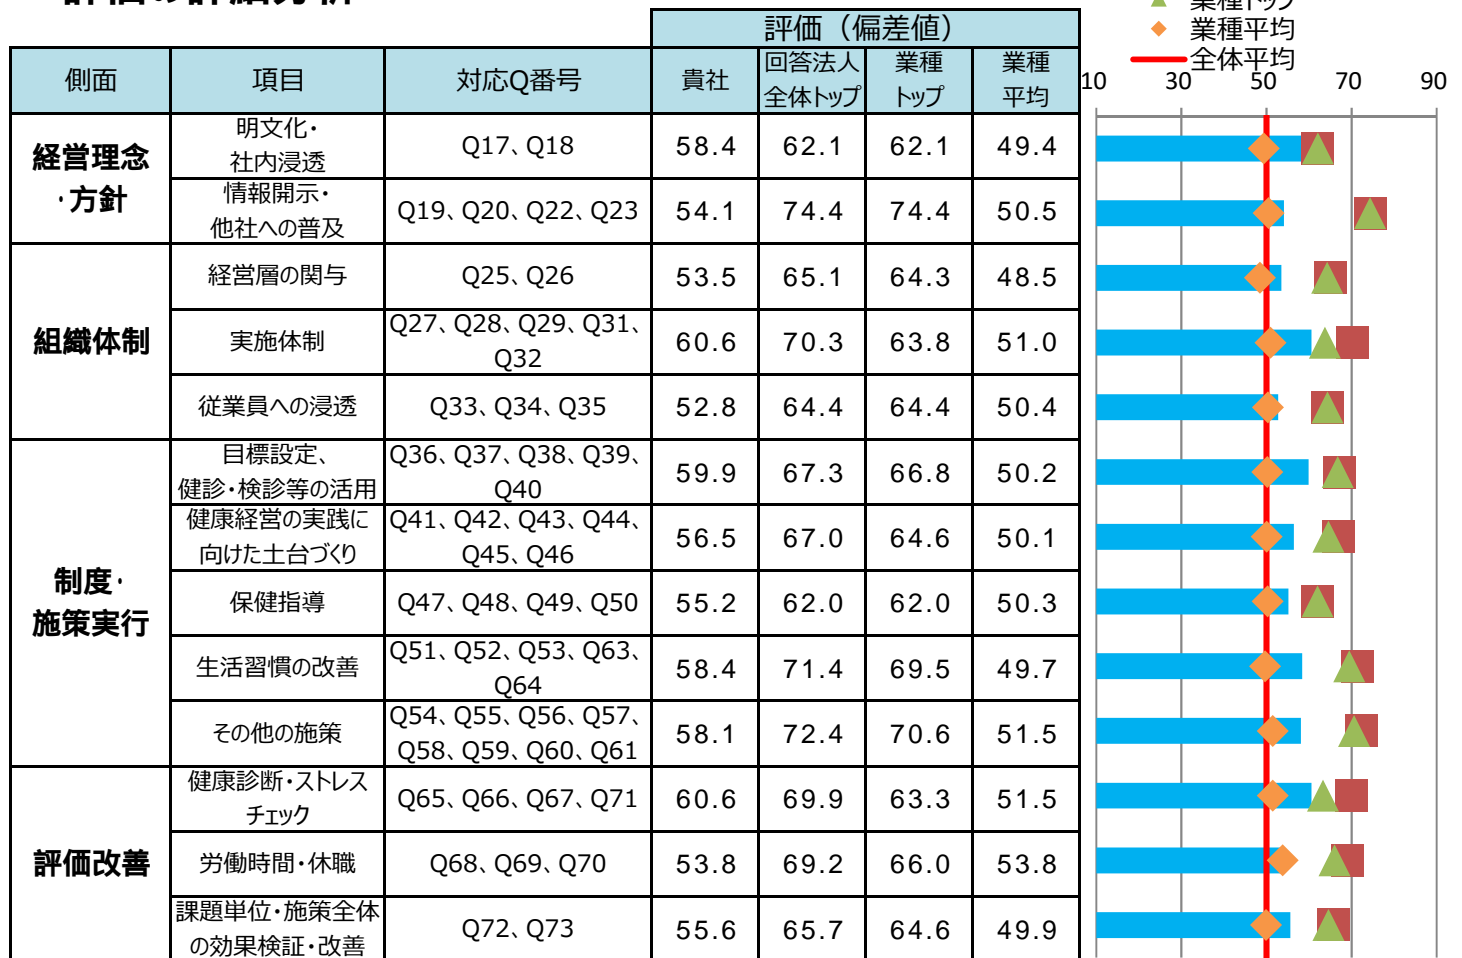 評価の詳細分析
業種トップ
業種平均
全体平均
評価（偏差値）
側面 項目 対応Q番号 貴社 回答法人全体トップ 業種トップ 業種平均
10 30 50 70 90
経営理念・方針
明文化・社内浸透 Q17、Q18 58.4 62.1 62.1 49.4
情報開示・他社への普及 Q19、Q20、Q22、Q23 54.1 74.4 74.4 50.5
組織体制
経営層の関与 Q25、Q26 53.5 65.1 64.3 48.5
実施体制 Q27、Q28、Q29、Q31、Q32 60.6 70.3 63.8 51.0
従業員への浸透 Q33、Q34、Q35 52.8 64.4 64.4 50.4
制度・施策実行
目標設定、健診・検診等の活用 Q36、Q37、Q38、Q39、Q40 59.9 67.3 66.8 50.2
健康経営の実践に向けた土台づくり Q41、Q42、Q43、Q44、Q45、Q46 56.5 67.0 64.6 50.1
保健指導 Q47、Q48、Q49、Q50 55.2 62.0 62.0 50.3
生活習慣の改善 Q51、Q52、Q53、Q63、Q64 58.4 71.4 69.5 49.7
その他の施策 Q54、Q55、Q56、Q57、Q58、Q59、Q60、Q61 58.1 72.4 70.6 51.5
評価改善
健康診断・ストレスチェック Q65、Q66、Q67、Q71 60.6 69.9 63.3 51.5
労働時間・休職 Q68、Q69、Q70 53.8 69.2 66.0 53.8
課題単位・施策全体の効果検証・改善 Q72、Q73 55.6 65.7 64.6 49.9